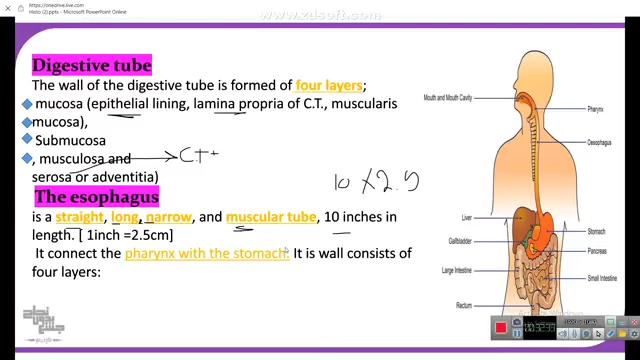 https://onedrive.live.com
Histo (2).ppts
www.zdsoft.com
Digestive tube
The wall of the digestive tube is formed of four layers;
mucosa (epithelial lining, lamina propria of C.T., muscularis
mucosa),
Submucosa
, musculosa and
serosa or adventitia)
C.T+
10 X 2.5
The esophagus
is a straight, long, narrow, and muscular tube, 10 inches in
length. [ 1inch =2.5cm]
It connect the pharynx with the stomach. It is wall consists of
four layers:
Mouth and Mouth Cavity
Pharynx
Oesophagus
Liver
Stomach
Gallbladder
Pancreas
Large Intestine
Small Intestine
Rectum